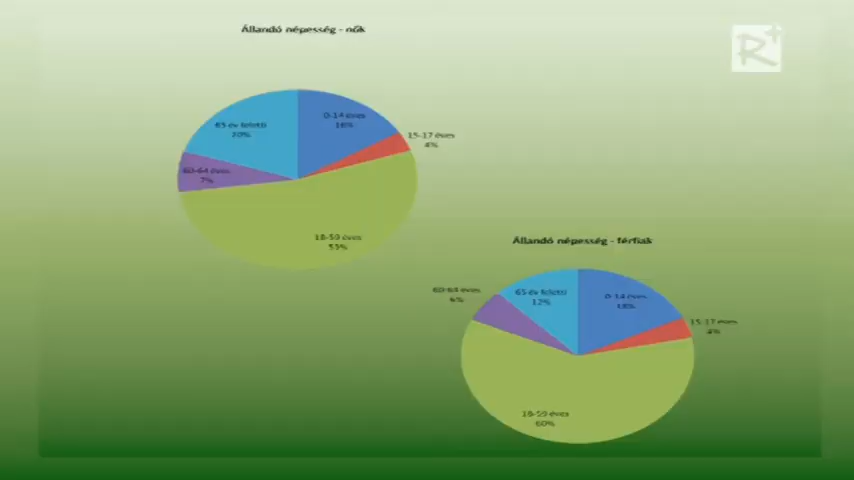 Állandó népesség - nők
0-14 éves
16%
15-17 éves
4%
65 év feletti
20%
60-64 éves
7%
18-59 éves
53%
Állandó népesség - férfiak
60-64 éves
6%
65 év feletti
12%
0-14 éves
18%
15-17 éves
4%
18-59 éves
60%
R+